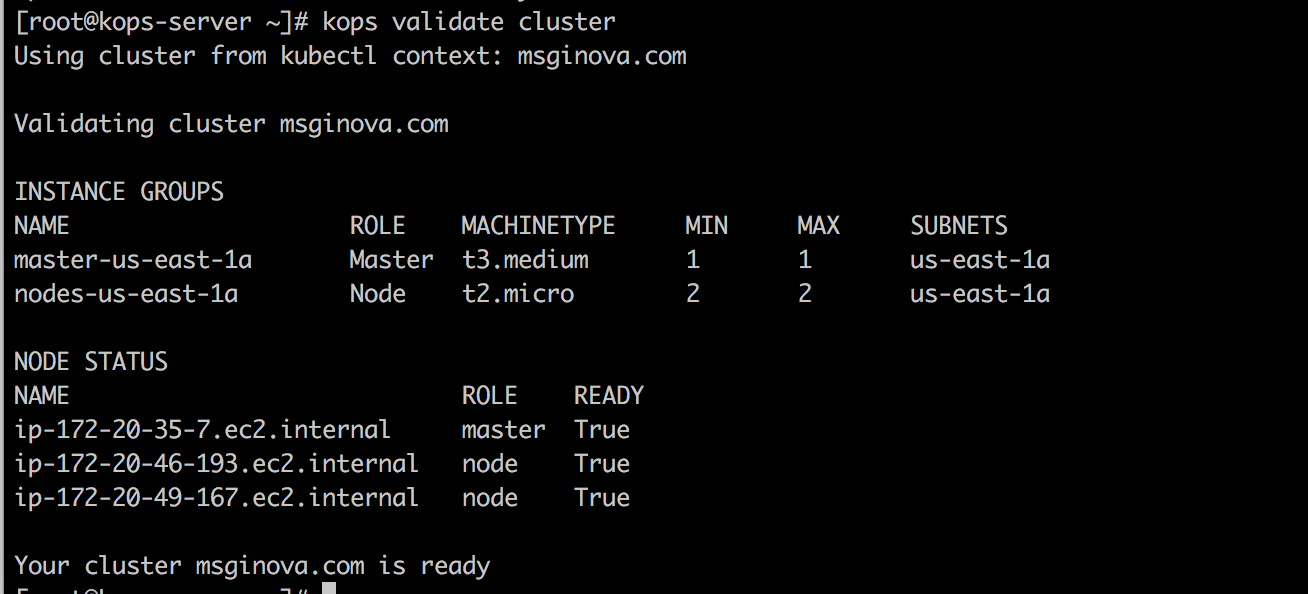 [root@kops-server ~]# kops validate cluster
Using cluster from kubectl context: msginova.com
Validating cluster msginova.com
INSTANCE GROUPS
NAME ROLE MACHINETYPE MIN MAX SUBNETS
master-us-east-1a Master t3.medium 1 1 us-east-1a
nodes-us-east-1a Node t2.micro 2 2 us-east-1a
NODE STATUS
NAME ROLE READY
ip-172-20-35-7.ec2.internal master True
ip-172-20-46-193.ec2.internal node True
ip-172-20-49-167.ec2.internal node True
Your cluster msginova.com is ready